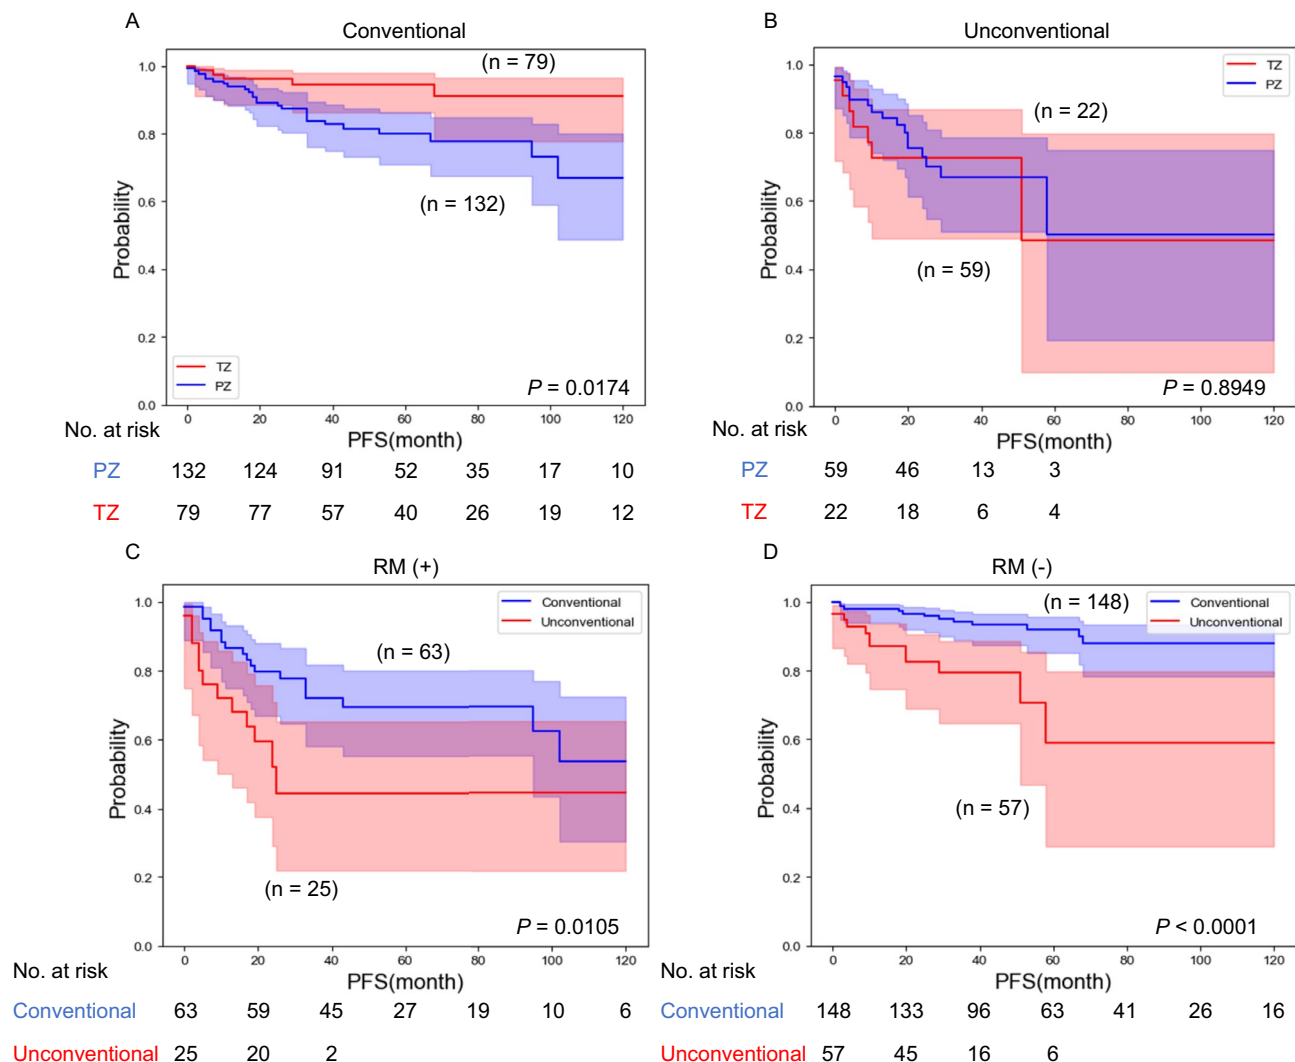 A
Conventional
(n = 79)
1.0
0.8
0.6
0.4
0.2
0.0
Probability
(n = 132)
TZ
PZ
P = 0.0174
0 20 40 60 80 100 120
PFS(month)
No. at risk
PZ 132 124 91 52 35 17 10
TZ 79 77 57 40 26 19 12
B
Unconventional
TZ
PZ
(n = 22)
1.0
0.8
0.6
0.4
0.2
0.0
Probability
(n = 59)
P = 0.8949
0 20 40 60 80 100 120
PFS(month)
No. at risk
PZ 59 46 13 3
TZ 22 18 6 4
C
RM (+)
Conventional
Unconventional
(n = 63)
1.0
0.8
0.6
0.4
0.2
0.0
Probability
(n = 25)
P = 0.0105
0 20 40 60 80 100 120
PFS(month)
No. at risk
Conventional 63 59 45 27 19 10 6
Unconventional 25 20 2
D
RM (-)
(n = 148)
Conventional
Unconventional
1.0
0.8
0.6
0.4
0.2
0.0
Probability
(n = 57)
P < 0.0001
0 20 40 60 80 100 120
PFS(month)
No. at risk
Conventional 148 133 96 63 41 26 16
Unconventional 57 45 16 6